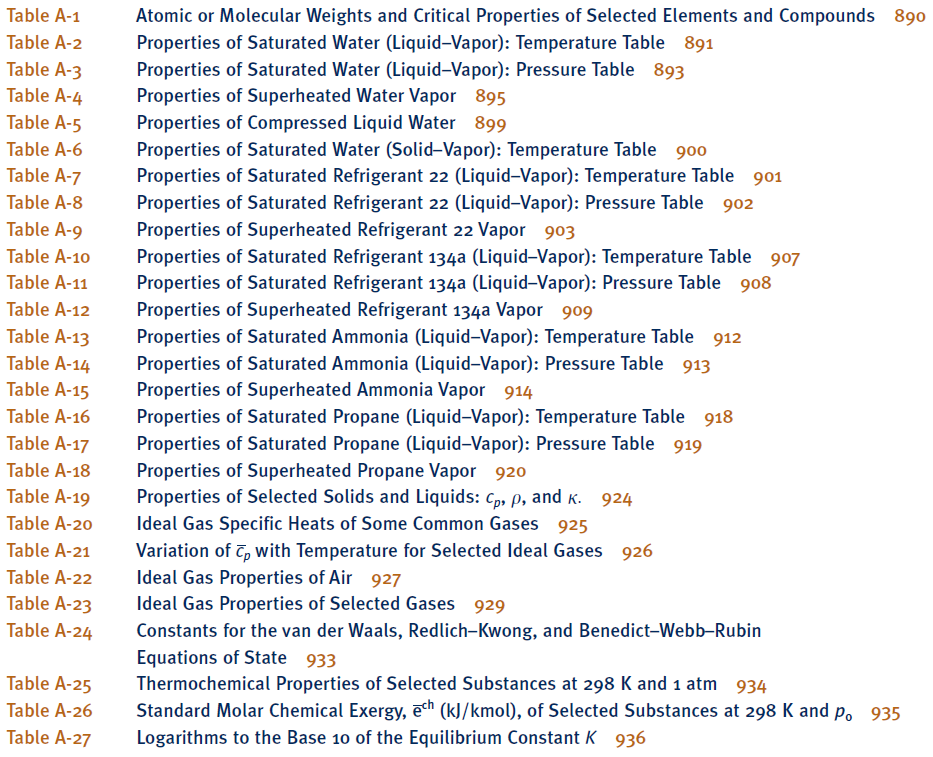 Table A-1 Atomic or Molecular Weights and Critical Properties of Selected Elements and Compounds 890
Table A-2 Properties of Saturated Water (Liquid–Vapor): Temperature Table 891
Table A-3 Properties of Saturated Water (Liquid–Vapor): Pressure Table 893
Table A-4 Properties of Superheated Water Vapor 895
Table A-5 Properties of Compressed Liquid Water 899
Table A-6 Properties of Saturated Water (Solid–Vapor): Temperature Table 900
Table A-7 Properties of Saturated Refrigerant 22 (Liquid–Vapor): Temperature Table 901
Table A-8 Properties of Saturated Refrigerant 22 (Liquid–Vapor): Pressure Table 902
Table A-9 Properties of Superheated Refrigerant 22 Vapor 903
Table A-10 Properties of Saturated Refrigerant 134a (Liquid–Vapor): Temperature Table 907
Table A-11 Properties of Saturated Refrigerant 134a (Liquid–Vapor): Pressure Table 908
Table A-12 Properties of Superheated Refrigerant 134a Vapor 909
Table A-13 Properties of Saturated Ammonia (Liquid–Vapor): Temperature Table 912
Table A-14 Properties of Saturated Ammonia (Liquid–Vapor): Pressure Table 913
Table A-15 Properties of Superheated Ammonia Vapor 914
Table A-16 Properties of Saturated Propane (Liquid–Vapor): Temperature Table 918
Table A-17 Properties of Saturated Propane (Liquid–Vapor): Pressure Table 919
Table A-18 Properties of Superheated Propane Vapor 920
Table A-19 Properties of Selected Solids and Liquids: cₚ, ρ, and κ. 924
Table A-20 Ideal Gas Specific Heats of Some Common Gases 925
Table A-21 Variation of c̅ₚ with Temperature for Selected Ideal Gases 926
Table A-22 Ideal Gas Properties of Air 927
Table A-23 Ideal Gas Properties of Selected Gases 929
Table A-24 Constants for the van der Waals, Redlich–Kwong, and Benedict–Webb–Rubin
Equations of State 933
Table A-25 Thermochemical Properties of Selected Substances at 298 K and 1 atm 934
Table A-26 Standard Molar Chemical Exergy, e̅ᶜʰ (kJ/kmol), of Selected Substances at 298 K and p₀ 935
Table A-27 Logarithms to the Base 10 of the Equilibrium Constant K 936